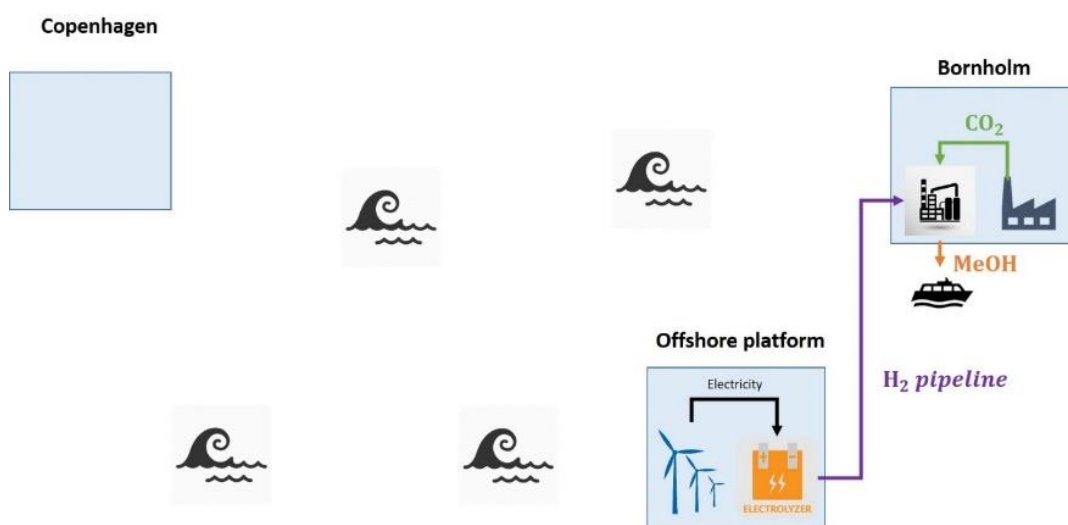 Copenhagen
Bornholm
CO₂
MeOH
Offshore platform
Electricity
H₂ pipeline
+ −
ELECTROLYZER